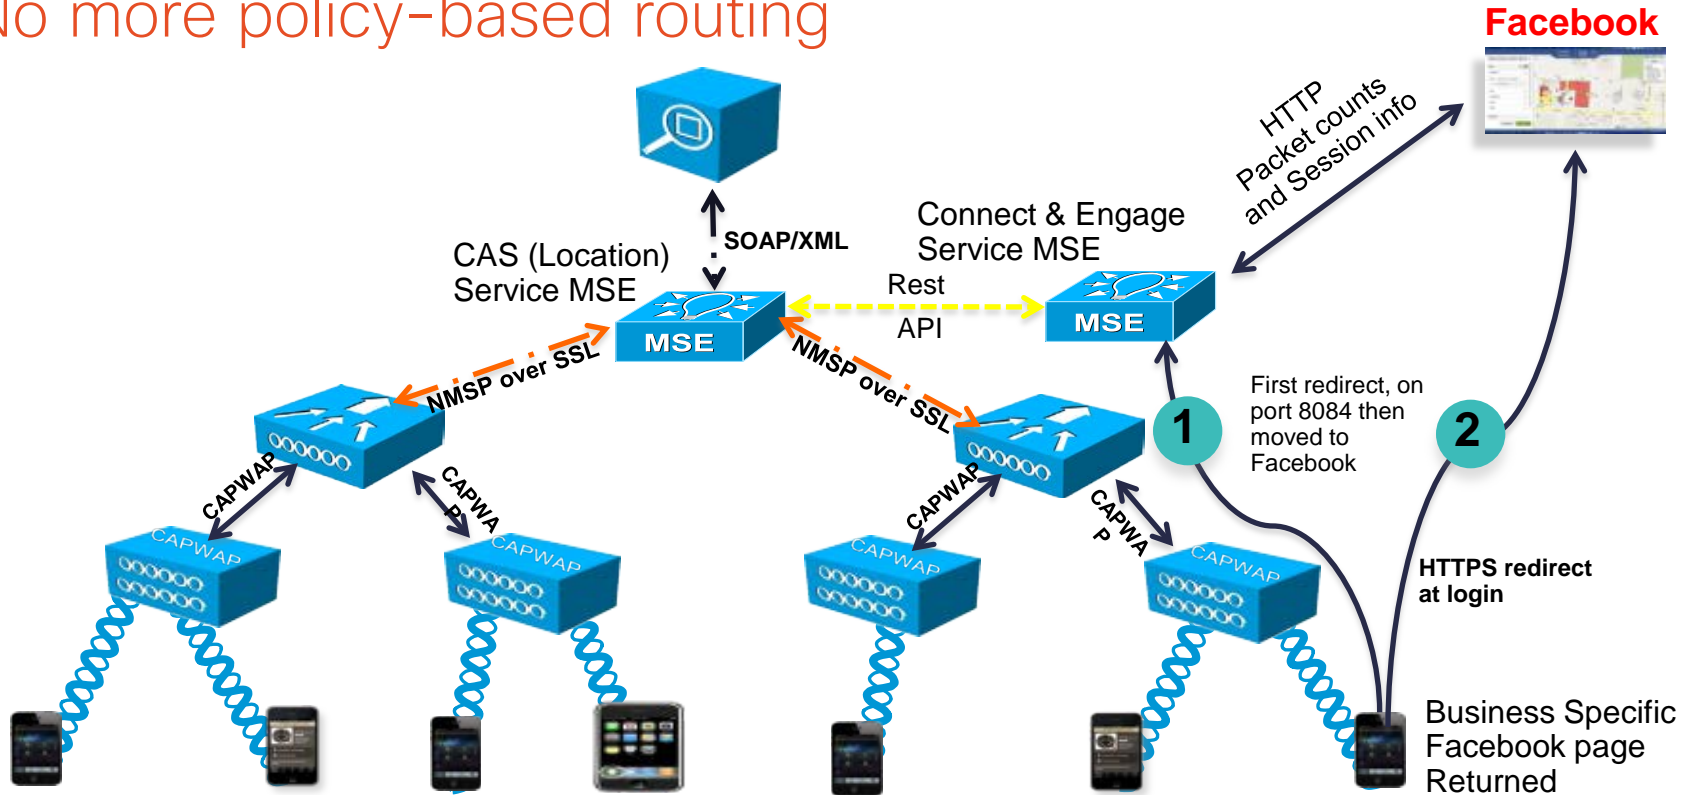 No more policy-based routing
Facebook
HTTP
Packet counts
and Session info
SOAP/XML
Connect & Engage
Service MSE
CAS (Location)
Service MSE
Rest
API
MSE
MSE
NMSP over SSL
NMSP over SSL
First redirect, on
port 8084 then
moved to
Facebook
1
2
CAPWAP
CAPWA
P
CAPWAP
CAPWA
P
CAPWAP
CAPWAP
CAPWAP
CAPWAP
HTTPS redirect
at login
Business Specific
Facebook page
Returned